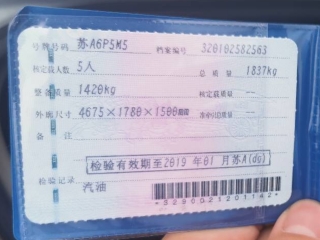 号牌号码 苏A6P5M5 档案编号 320102582563
核定载人数 5人 总质量 1837kg
整备质量 1420kg 核定载质量 --
外廓尺寸 4675×1780×1500mm 准牵引总质量 --
备注
检验有效期至2019年01月苏A(dg)
检验记录 汽油
*3290021201142*